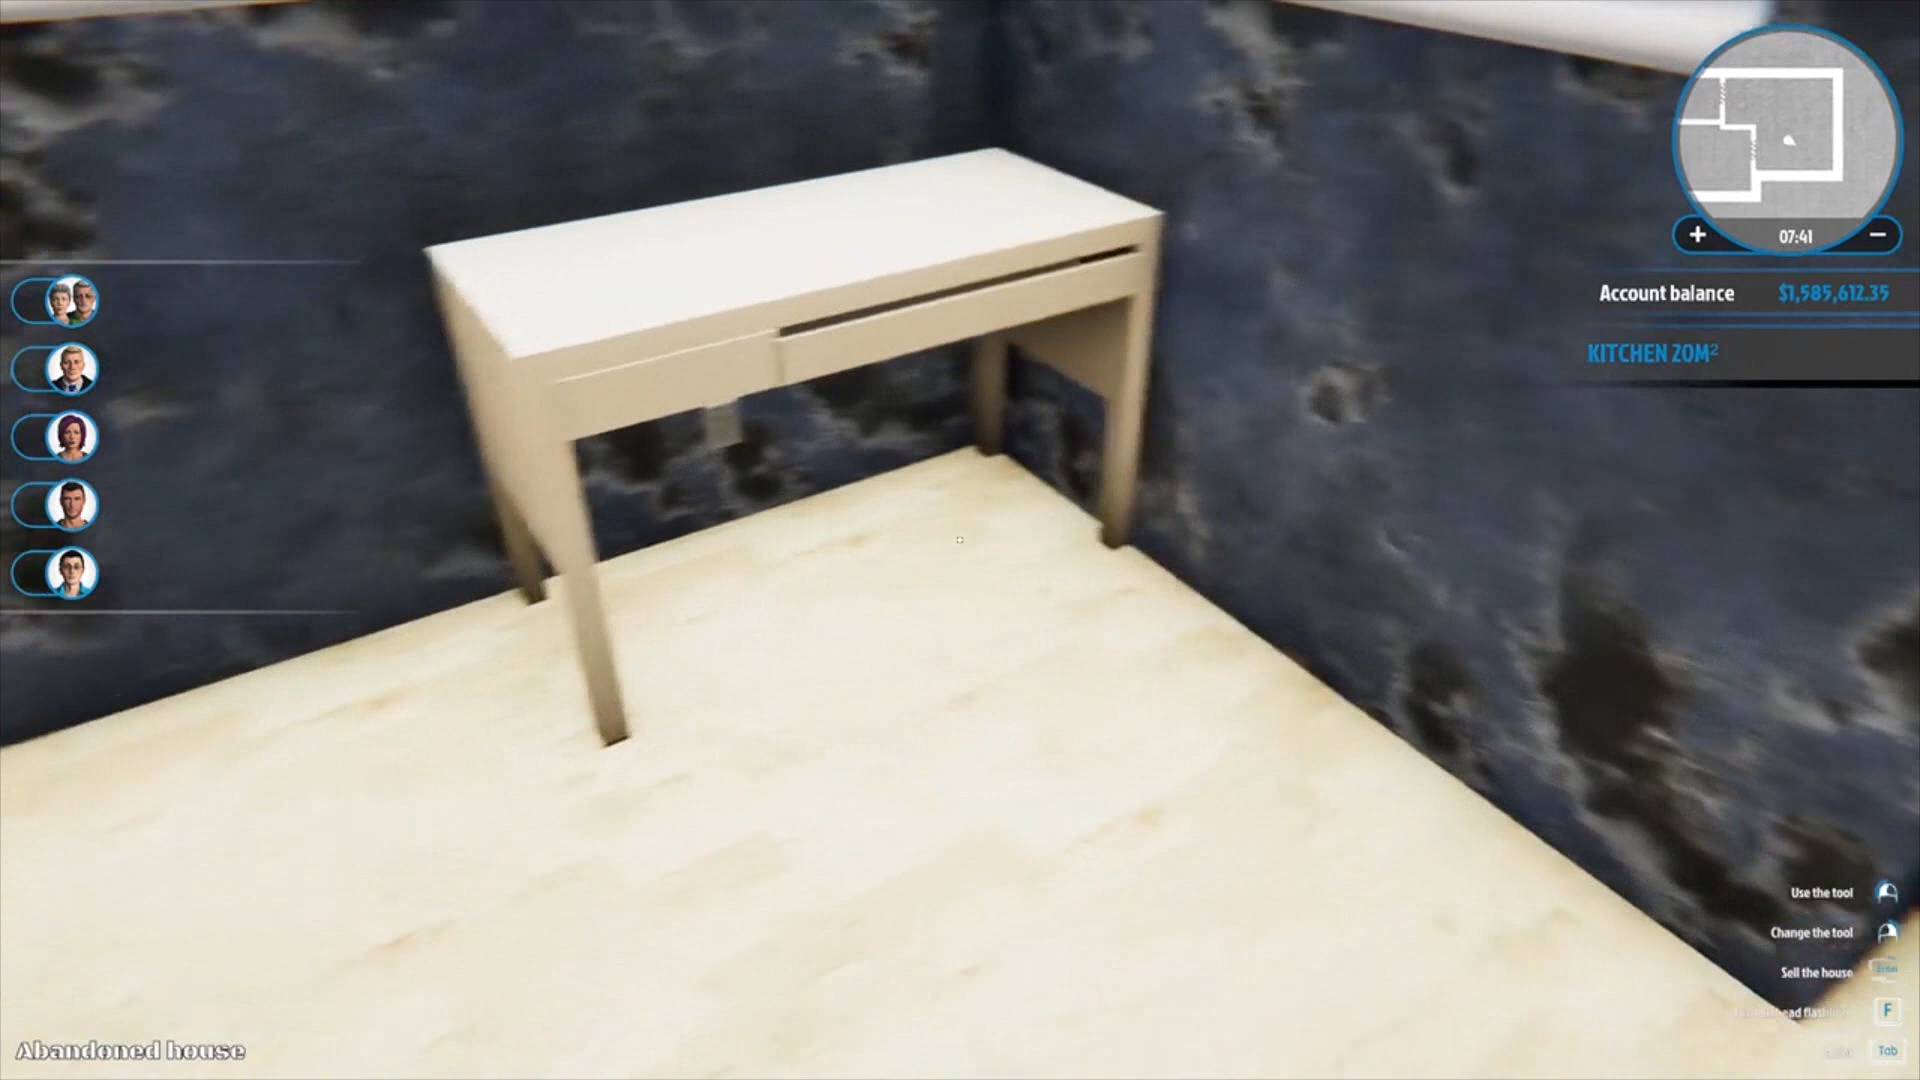 + 07:41 −
Account balance $1,585,612.35
KITCHEN 20M²
Use the tool
Change the tool
Sell the house
F
Tab
Abandoned house